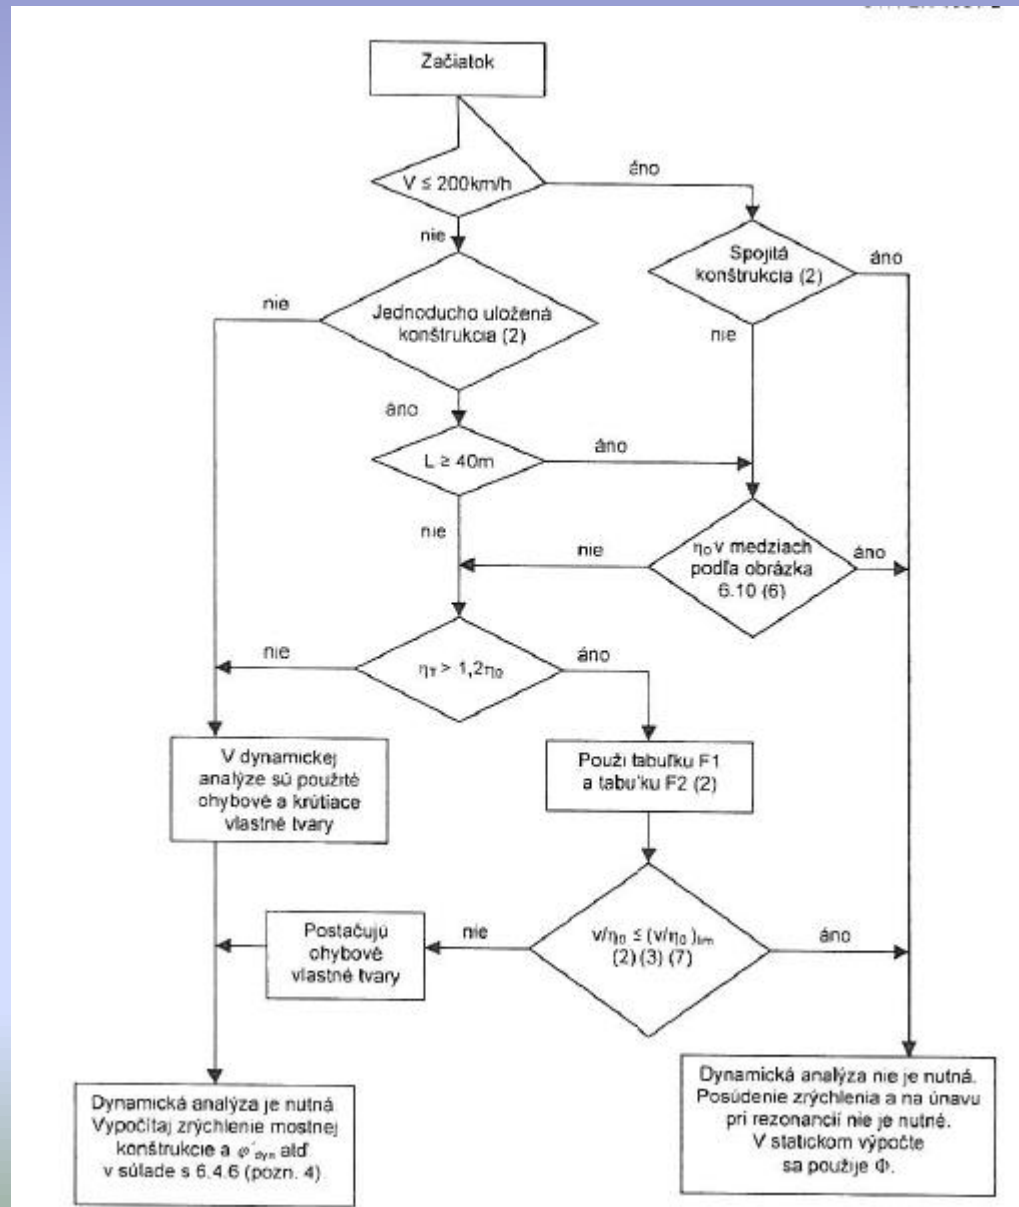 Začiatok
V ≤ 200km/h
áno
nie
Spojitá
konštrukcia (2)
áno
nie
Jednoducho uložená
konštrukcia (2)
nie
áno
L ≥ 40m
áno
nie
η₀ v medziach
podľa obrázka
6.10 (6)
nie
áno
ηT > 1,2η₀
nie
áno
V dynamickej
analýze sú použité
ohybové a krútiace
vlastné tvary
Použi tabuľku F1
a tabuľku F2 (2)
v/η₀ ≤ (v/η₀)lim
(2) (3) (7)
nie
áno
Postačujú
ohybové
vlastné tvary
Dynamická analýza je nutná
Vypočítaj zrýchlenie mostnej
konštrukcie a φ'dyn atď
v súlade s 6.4.6 (pozn. 4)
Dynamická analýza nie je nutná.
Posúdenie zrýchlenia a na únavu
pri rezonancií nie je nutné.
V statickom výpočte
sa použije Φ.